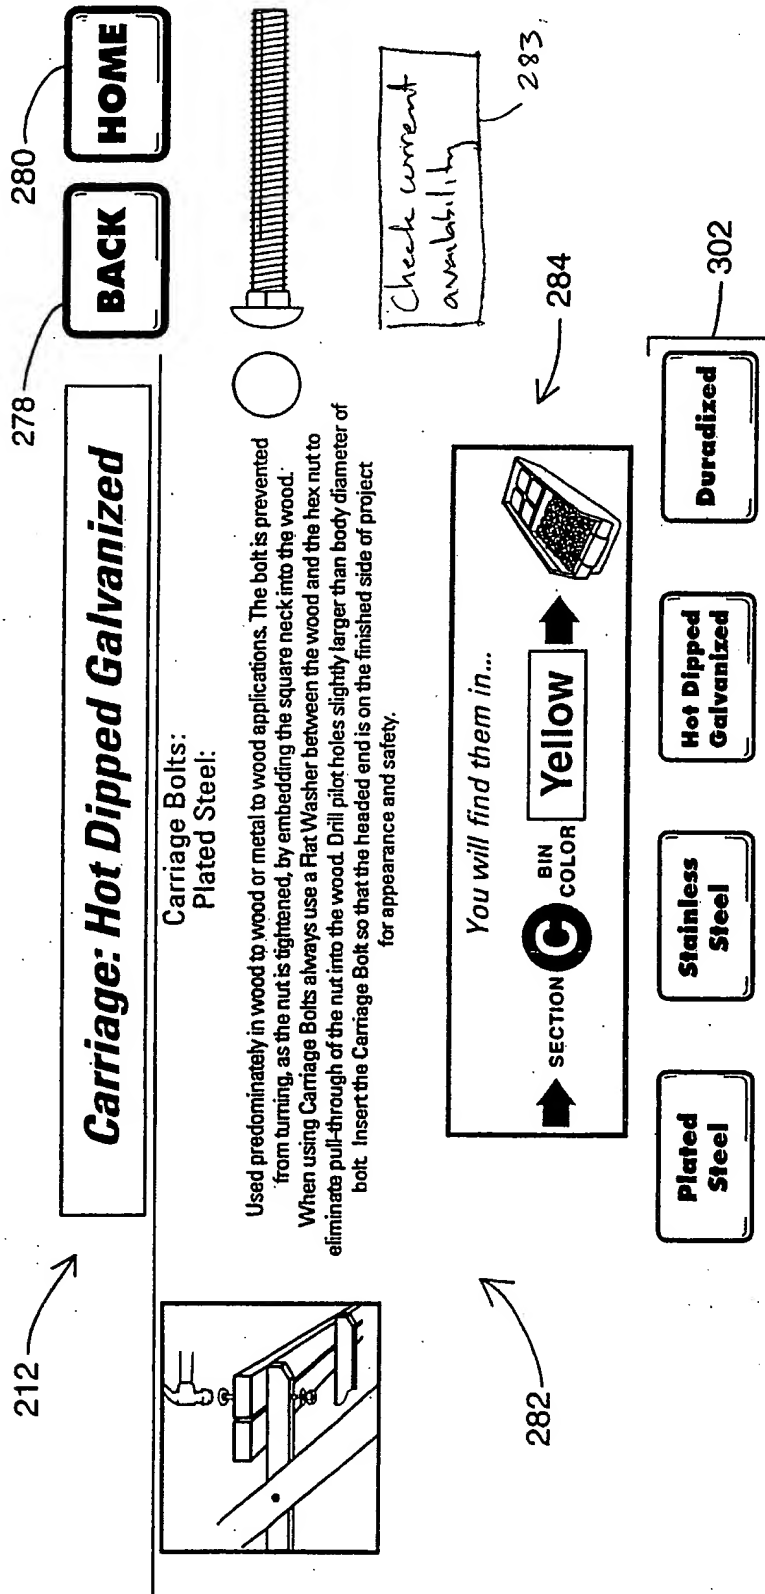 212
278
280
Carriage: Hot Dipped Galvanized
BACK
HOME
Carriage Bolts:
Plated Steel:
Used predominately in wood to wood or metal to wood applications. The bolt is prevented
from turning, as the nut is tightened, by embedding the square neck into the wood.
When using Carriage Bolts always use a Flat Washer between the wood and the hex nut to
eliminate pull-through of the nut into the wood. Drill pilot holes slightly larger than body diameter of
bolt. Insert the Carriage Bolt so that the headed end is on the finished side of project
for appearance and safety.
Check current
availability
283.
282
284
You will find them in...
SECTION C BIN COLOR Yellow
Plated
Steel
Stainless
Steel
Hot Dipped
Galvanized
Duradized
302